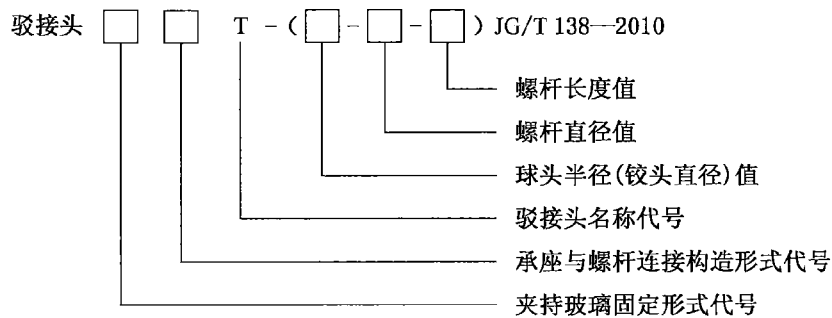 驳接头 □ □ T - ( □ - □ - □ ) JG/T 138—2010
螺杆长度值
螺杆直径值
球头半径(铰头直径)值
驳接头名称代号
承座与螺杆连接构造形式代号
夹持玻璃固定形式代号